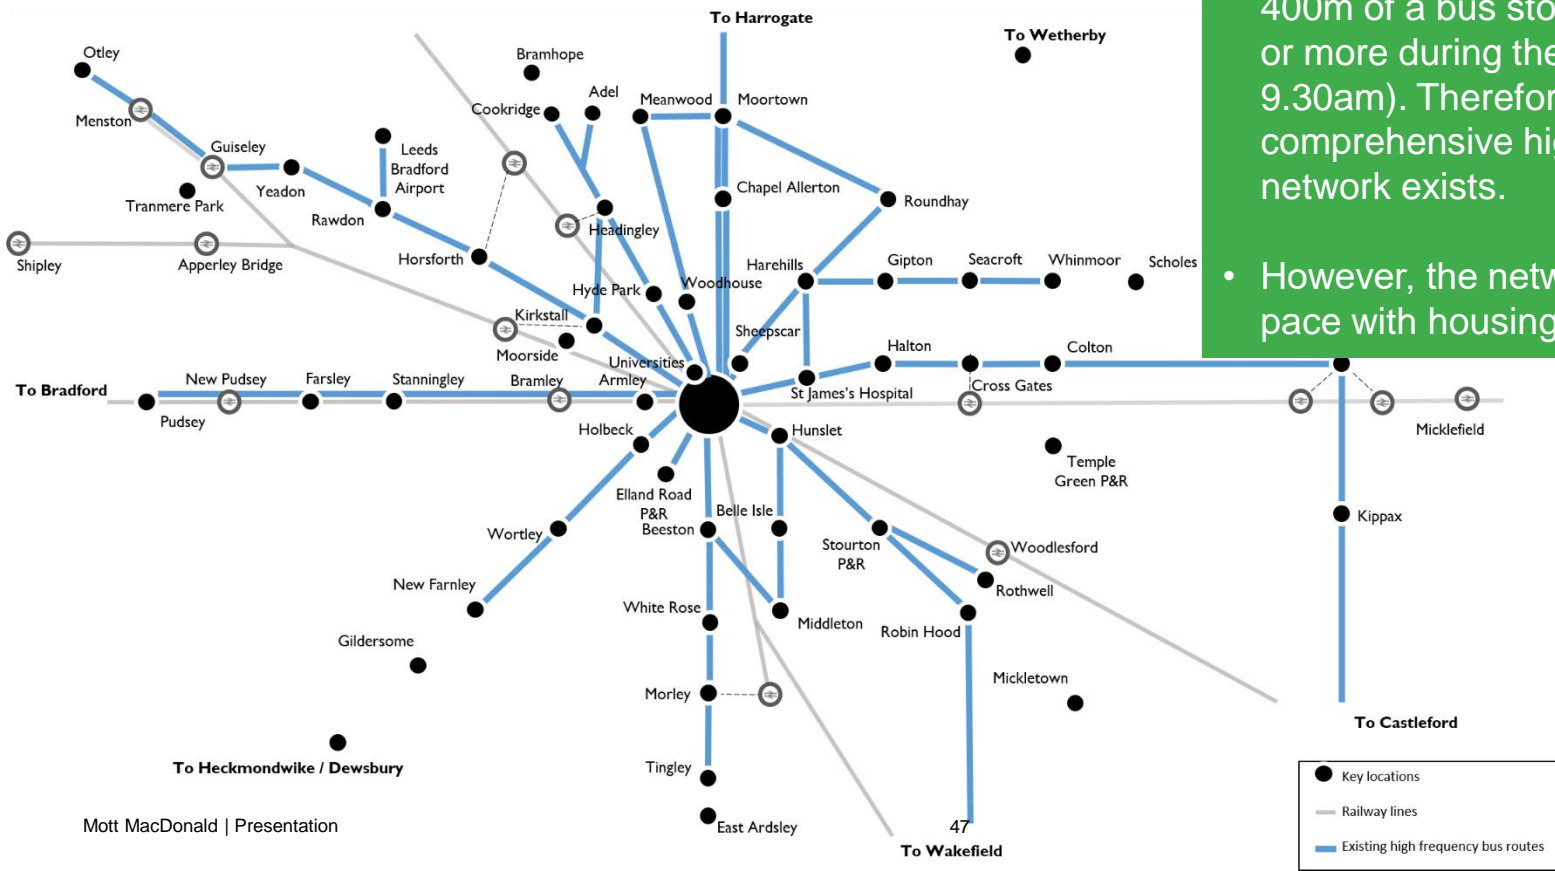 To Harrogate
To Wetherby
400m of a bus sto
or more during the
9.30am). Therefor
comprehensive hi
network exists.
• However, the netw
pace with housing
Otley
Bramhope
Adel
Cookridge
Meanwood
Moortown
Menston
Guiseley
Leeds
Bradford
Airport
Yeadon
Tranmere Park
Rawdon
Chapel Allerton
Roundhay
Headingley
Shipley
Apperley Bridge
Horsforth
Harehills
Gipton
Seacroft
Whinmoor
Scholes
Hyde Park
Woodhouse
Kirkstall
Sheepscar
Moorside
Universities
Halton
Colton
To Bradford
New Pudsey
Farsley
Stanningley
Bramley
Armley
St James's Hospital
Cross Gates
Pudsey
Holbeck
Hunslet
Micklefield
Temple
Green P&R
Elland Road
P&R
Beeston
Belle Isle
Wortley
Stourton
P&R
Kippax
Woodlesford
New Farnley
Rothwell
White Rose
Middleton
Robin Hood
Gildersome
Mickletown
Morley
To Castleford
To Heckmondwike / Dewsbury
Tingley
Key locations
Railway lines
Existing high frequency bus routes
Mott MacDonald | Presentation
East Ardsley
47
To Wakefield